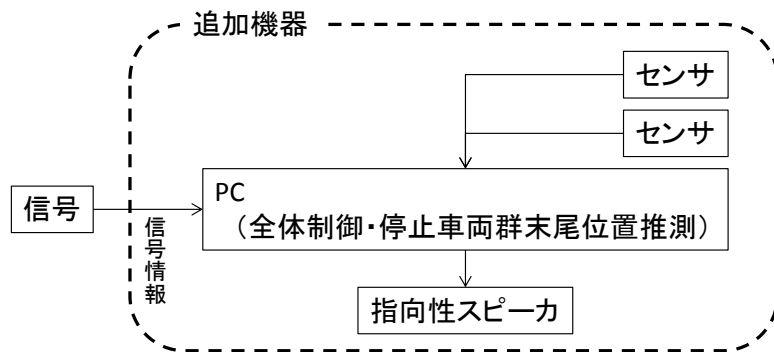 追加機器
センサ
センサ
信号
信号情報
PC
（全体制御・停止車両群末尾位置推測）
指向性スピーカ